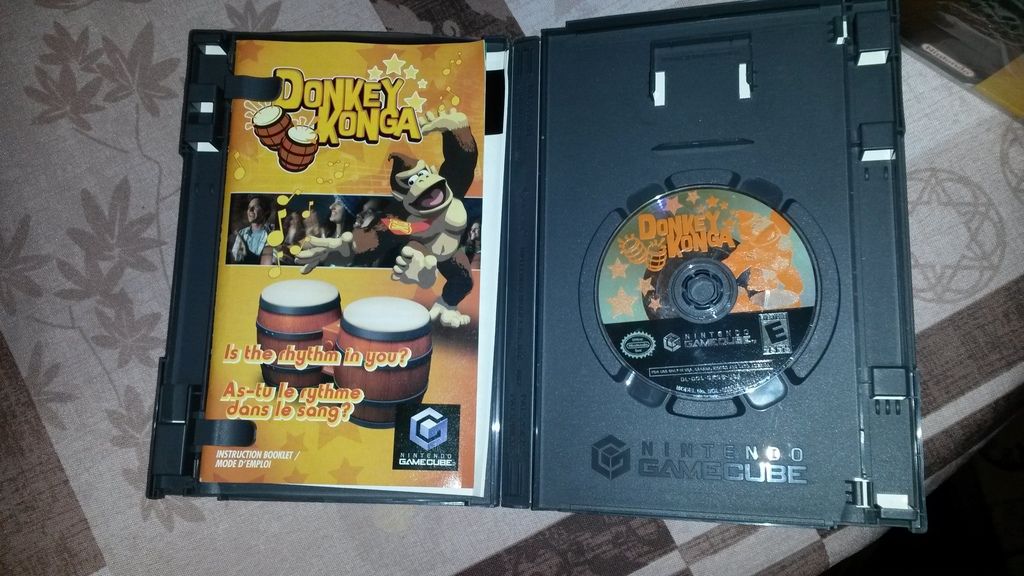 DONKEY
KONGA
Is the rhythm in you?
As-tu le rythme
dans le sang?
INSTRUCTION BOOKLET /
MODE D'EMPLOI
NINTENDO
GAMECUBE
DONKEY
KONGA
NINTENDO
GAMECUBE
E
NINTENDO
GAMECUBE
Nintendo